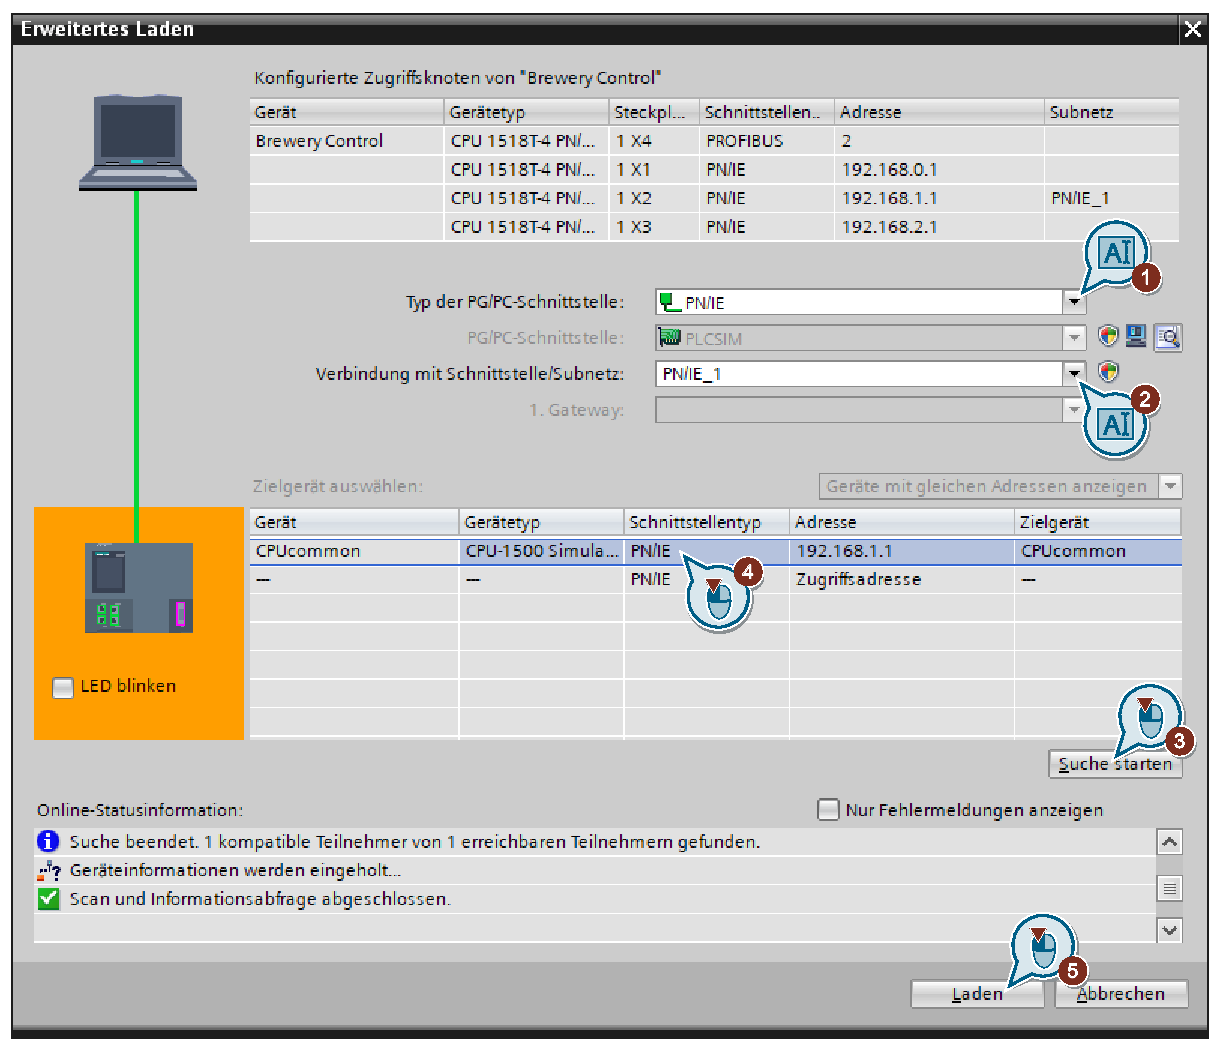 Erweitertes Laden
Konfigurierte Zugriffsknoten von "Brewery Control"
Gerät Gerätetyp Steckpl... Schnittstellen.. Adresse Subnetz
Brewery Control CPU 1518T-4 PN/... 1 X4 PROFIBUS 2
CPU 1518T-4 PN/... 1 X1 PN/IE 192.168.0.1
CPU 1518T-4 PN/... 1 X2 PN/IE 192.168.1.1 PN/IE_1
CPU 1518T-4 PN/... 1 X3 PN/IE 192.168.2.1
AI
1
Typ der PG/PC-Schnittstelle: PN/IE
PG/PC-Schnittstelle: PLCSIM
Verbindung mit Schnittstelle/Subnetz: PN/IE_1
2
1. Gateway:
AI
Zielgerät auswählen: Geräte mit gleichen Adressen anzeigen
Gerät Gerätetyp Schnittstellentyp Adresse Zielgerät
CPUcommon CPU-1500 Simula... PN/IE 192.168.1.1 CPUcommon
4
— — PN/IE Zugriffsadresse —
LED blinken
3
Suche starten
Online-Statusinformation: Nur Fehlermeldungen anzeigen
Suche beendet. 1 kompatible Teilnehmer von 1 erreichbaren Teilnehmern gefunden.
Geräteinformationen werden eingeholt...
Scan und Informationsabfrage abgeschlossen.
5
Laden Abbrechen